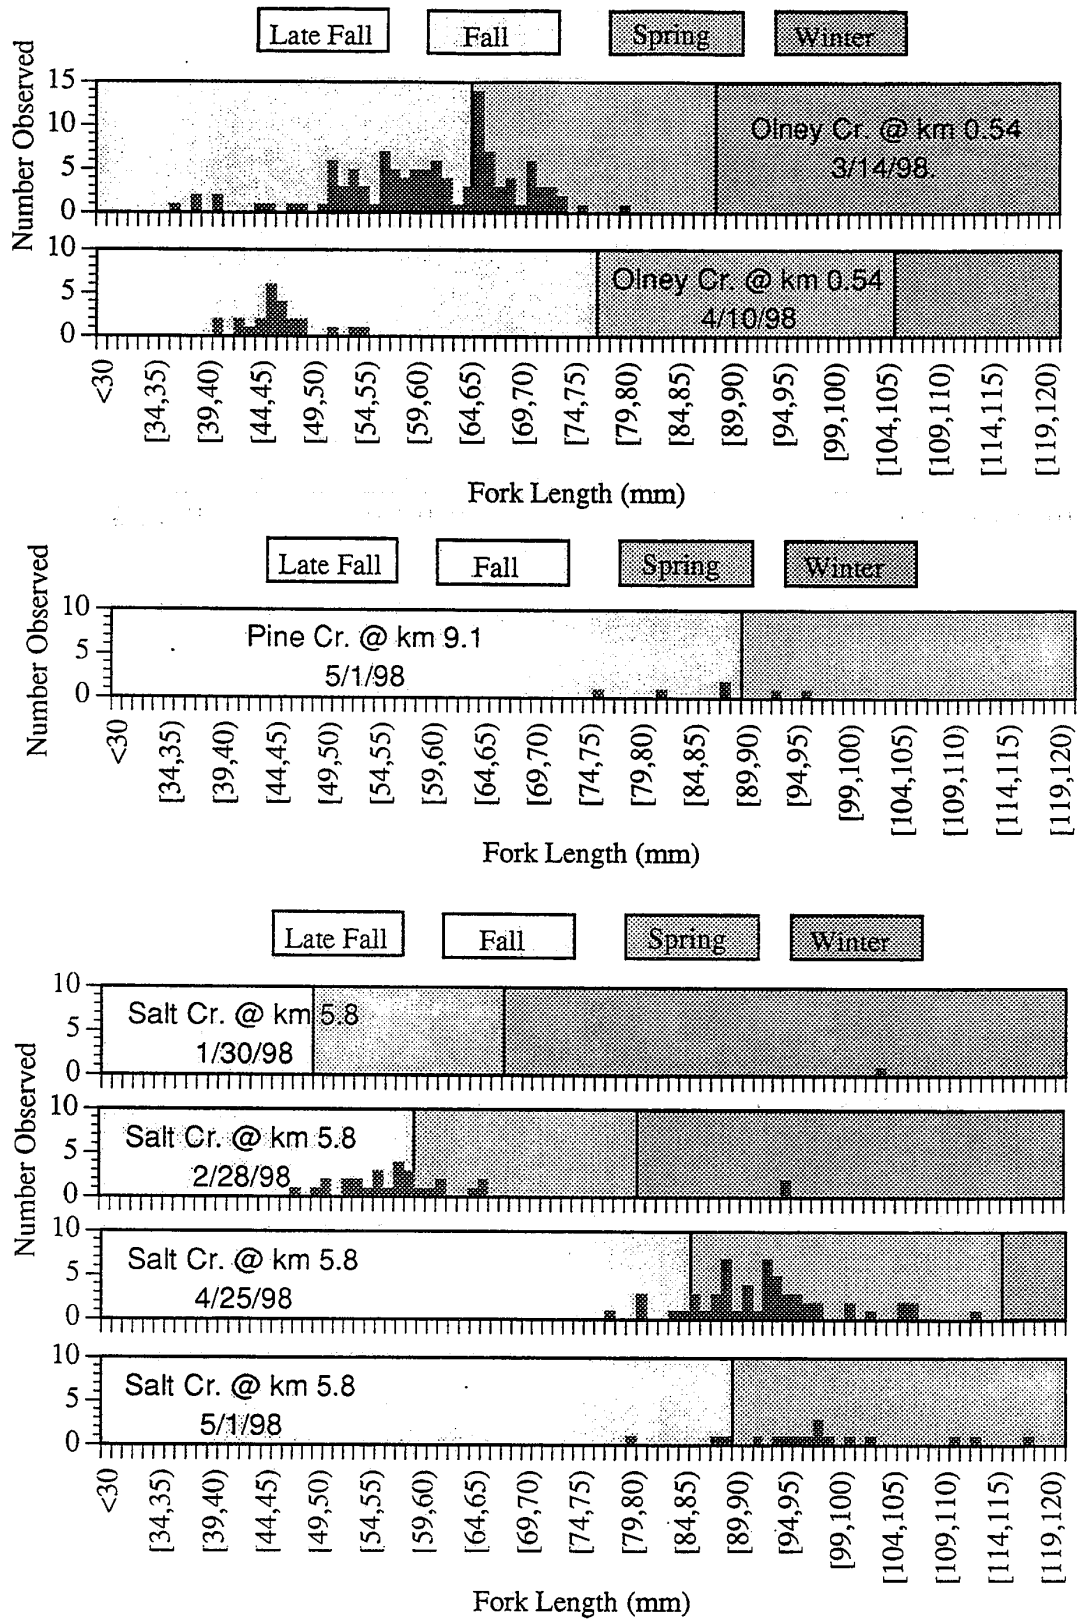 Late Fall Fall Spring Winter
Number Observed
15
10
5
0
Olney Cr. @ km 0.54
3/14/98.
10
5
0
Olney Cr. @ km 0.54
4/10/98
<30 [34,35) [39,40) [44,45) [49,50) [54,55) [59,60) [64,65) [69,70) [74,75) [79,80) [84,85) [89,90) [94,95) [99,100) [104,105) [109,110) [114,115) [119,120)
Fork Length (mm)
Late Fall Fall Spring Winter
Number Observed
10
5
0
Pine Cr. @ km 9.1
5/1/98
<30 [34,35) [39,40) [44,45) [49,50) [54,55) [59,60) [64,65) [69,70) [74,75) [79,80) [84,85) [89,90) [94,95) [99,100) [104,105) [109,110) [114,115) [119,120)
Fork Length (mm)
Late Fall Fall Spring Winter
Number Observed
10
5
0
Salt Cr. @ km 5.8
1/30/98
10
5
0
Salt Cr. @ km 5.8
2/28/98
10
5
0
Salt Cr. @ km 5.8
4/25/98
10
5
0
Salt Cr. @ km 5.8
5/1/98
<30 [34,35) [39,40) [44,45) [49,50) [54,55) [59,60) [64,65) [69,70) [74,75) [79,80) [84,85) [89,90) [94,95) [99,100) [104,105) [109,110) [114,115) [119,120)
Fork Length (mm)